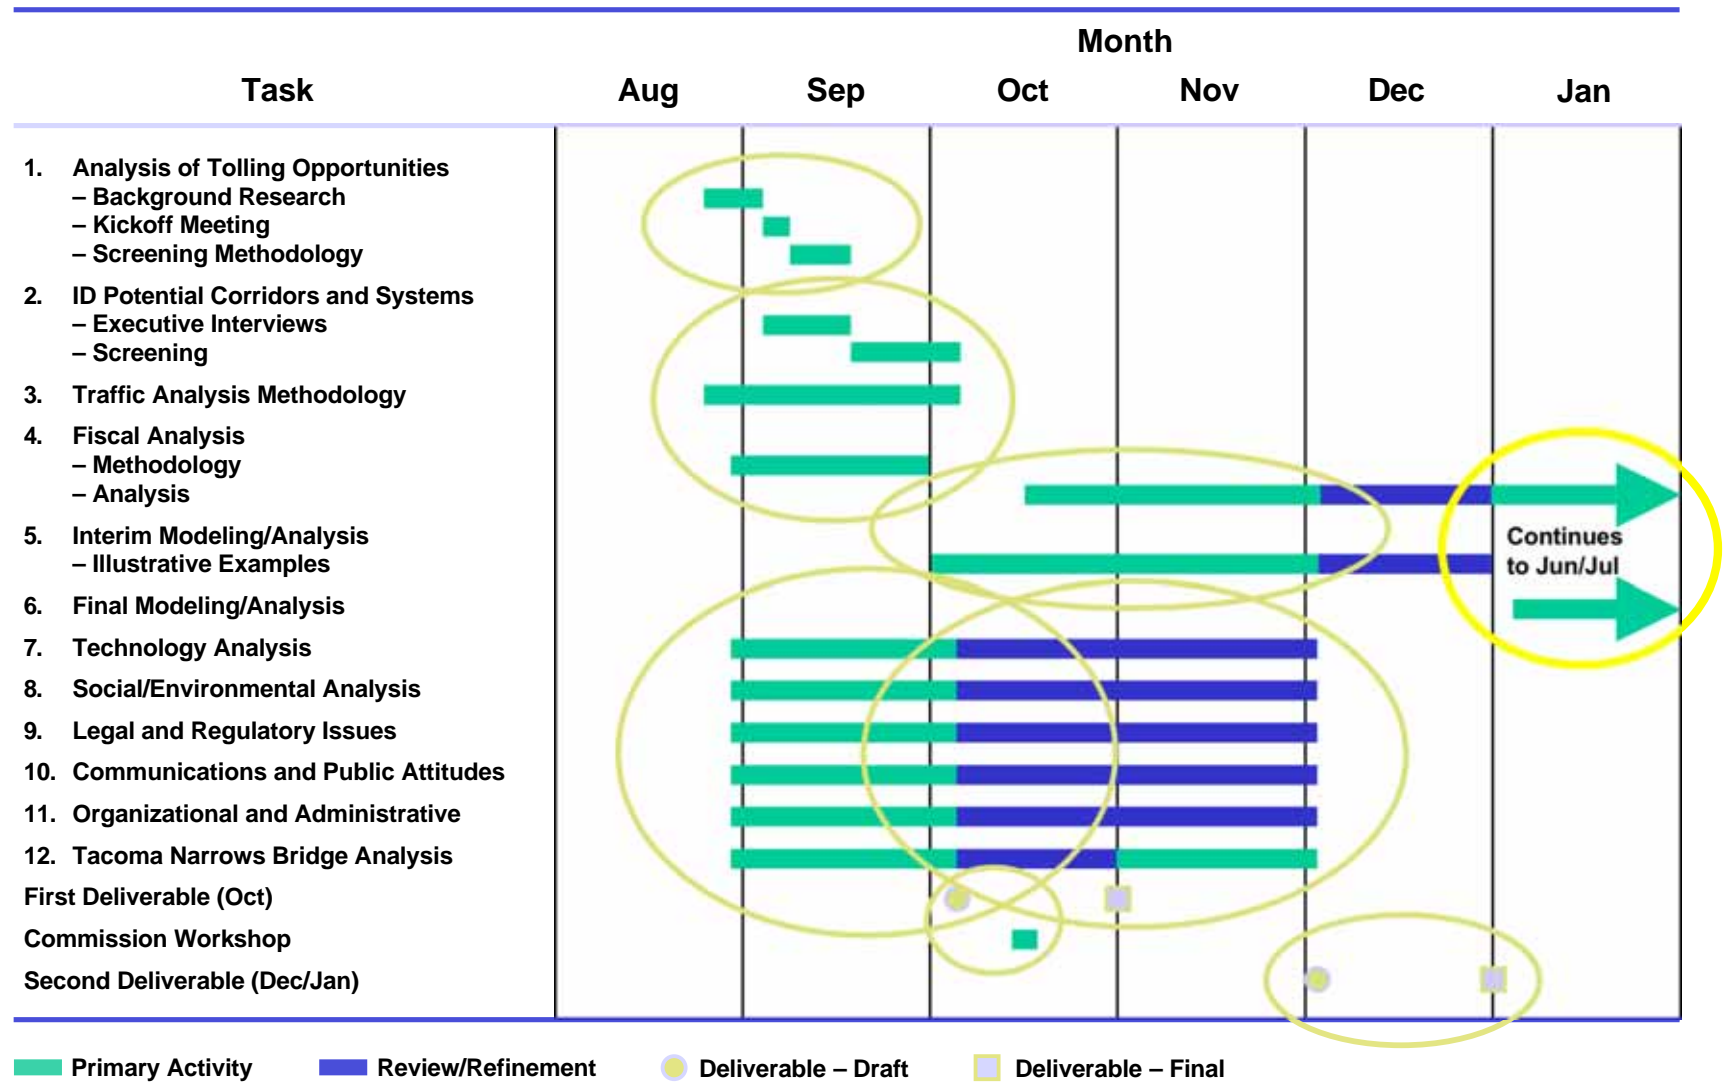 Month
Task Aug Sep Oct Nov Dec Jan
1. Analysis of Tolling Opportunities
– Background Research
– Kickoff Meeting
– Screening Methodology
2. ID Potential Corridors and Systems
– Executive Interviews
– Screening
3. Traffic Analysis Methodology
4. Fiscal Analysis
– Methodology
– Analysis
5. Interim Modeling/Analysis
– Illustrative Examples
Continues
to Jun/Jul
6. Final Modeling/Analysis
7. Technology Analysis
8. Social/Environmental Analysis
9. Legal and Regulatory Issues
10. Communications and Public Attitudes
11. Organizational and Administrative
12. Tacoma Narrows Bridge Analysis
First Deliverable (Oct)
Commission Workshop
Second Deliverable (Dec/Jan)
Primary Activity Review/Refinement Deliverable – Draft Deliverable – Final